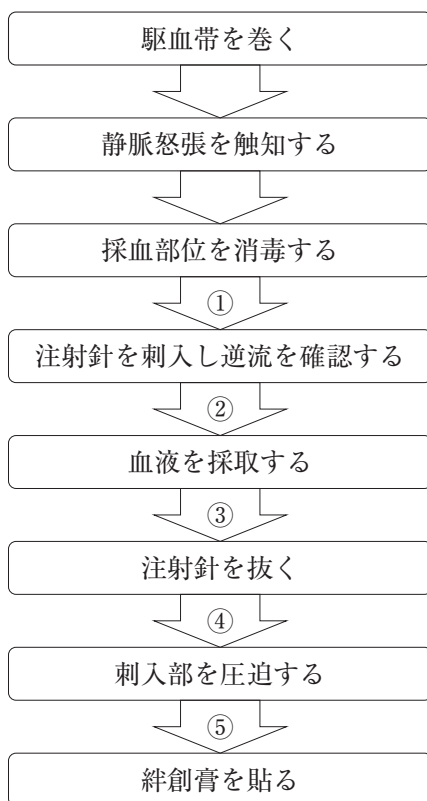 駆血帯を巻く
静脈怒張を触知する
採血部位を消毒する
①
注射針を刺入し逆流を確認する
②
血液を採取する
③
注射針を抜く
④
刺入部を圧迫する
⑤
絆創膏を貼る